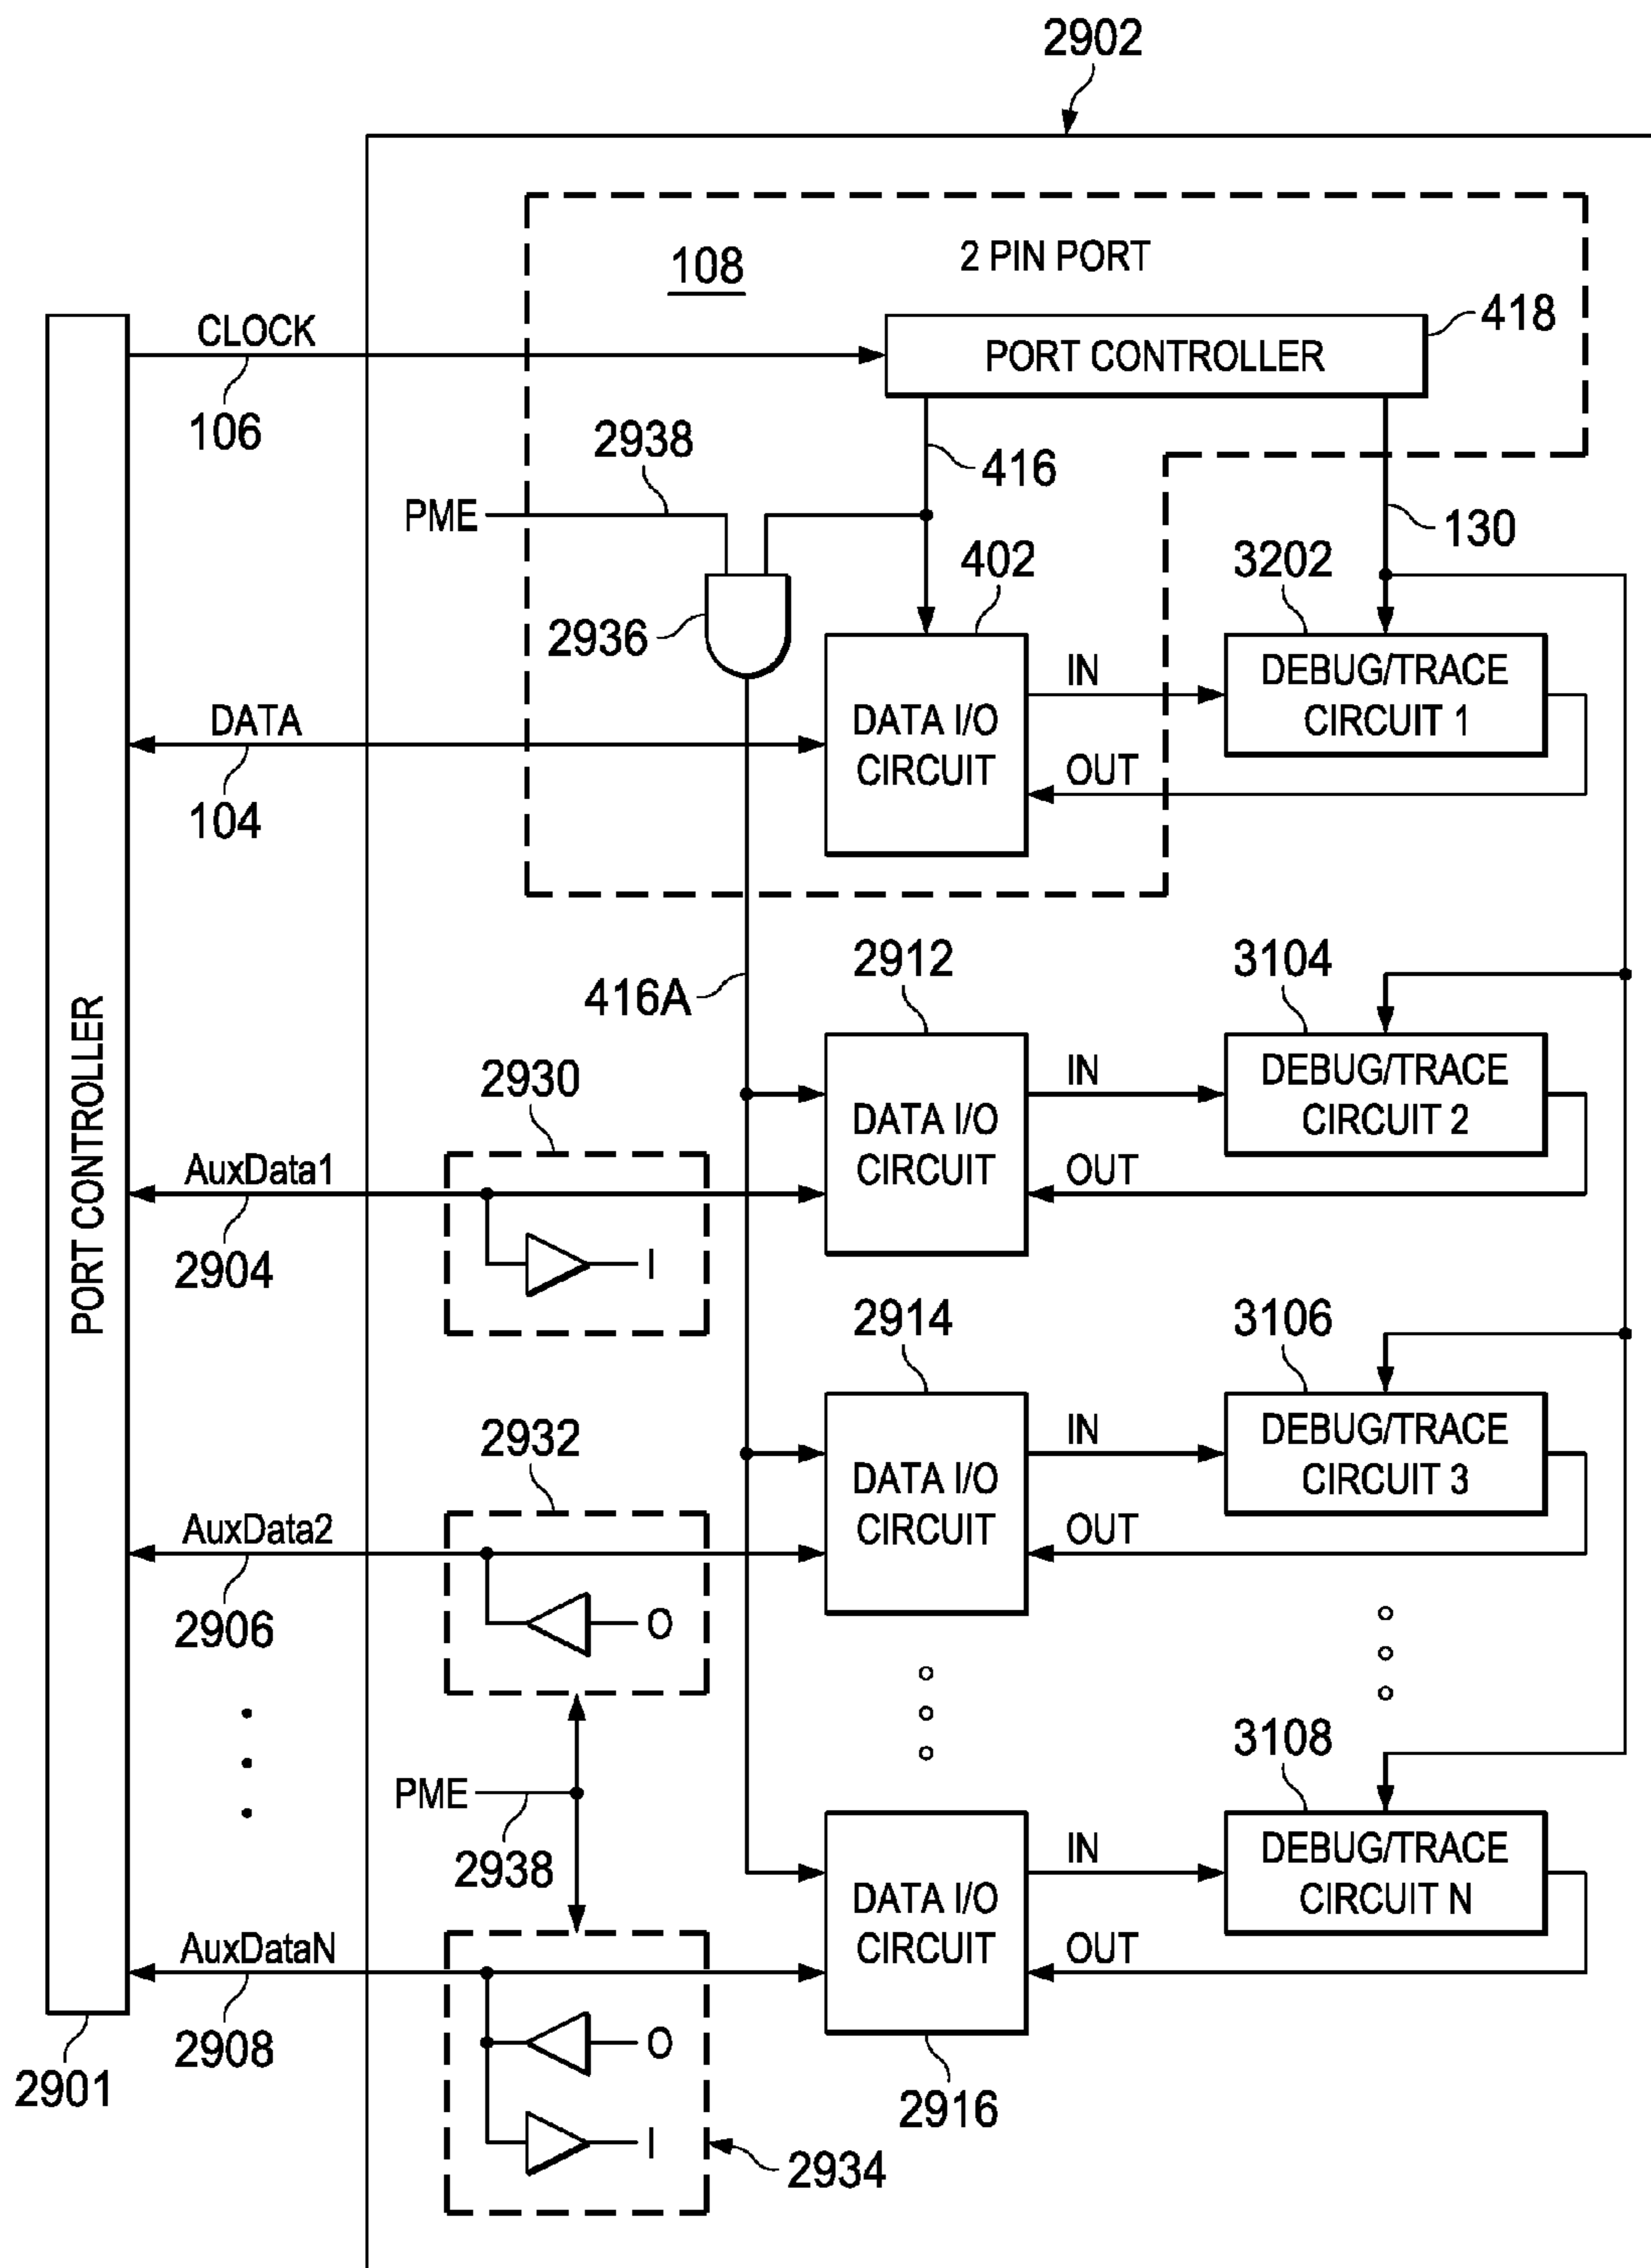 2902
2 PIN PORT
108
CLOCK
106
PORT CONTROLLER
418
2938
416
PME
130
402
3202
2936
IN
DEBUG/TRACE
CIRCUIT 1
DATA
DATA I/O
CIRCUIT
OUT
104
PORT CONTROLLER
2912
3104
416A
2930
IN
DEBUG/TRACE
CIRCUIT 2
DATA I/O
CIRCUIT
AuxData1
OUT
2904
I
2914
3106
2932
IN
DEBUG/TRACE
CIRCUIT 3
DATA I/O
CIRCUIT
AuxData2
OUT
2906
O
3108
PME
2938
IN
DEBUG/TRACE
CIRCUIT N
DATA I/O
CIRCUIT
AuxDataN
OUT
2908
O
2901
2916
I
2934